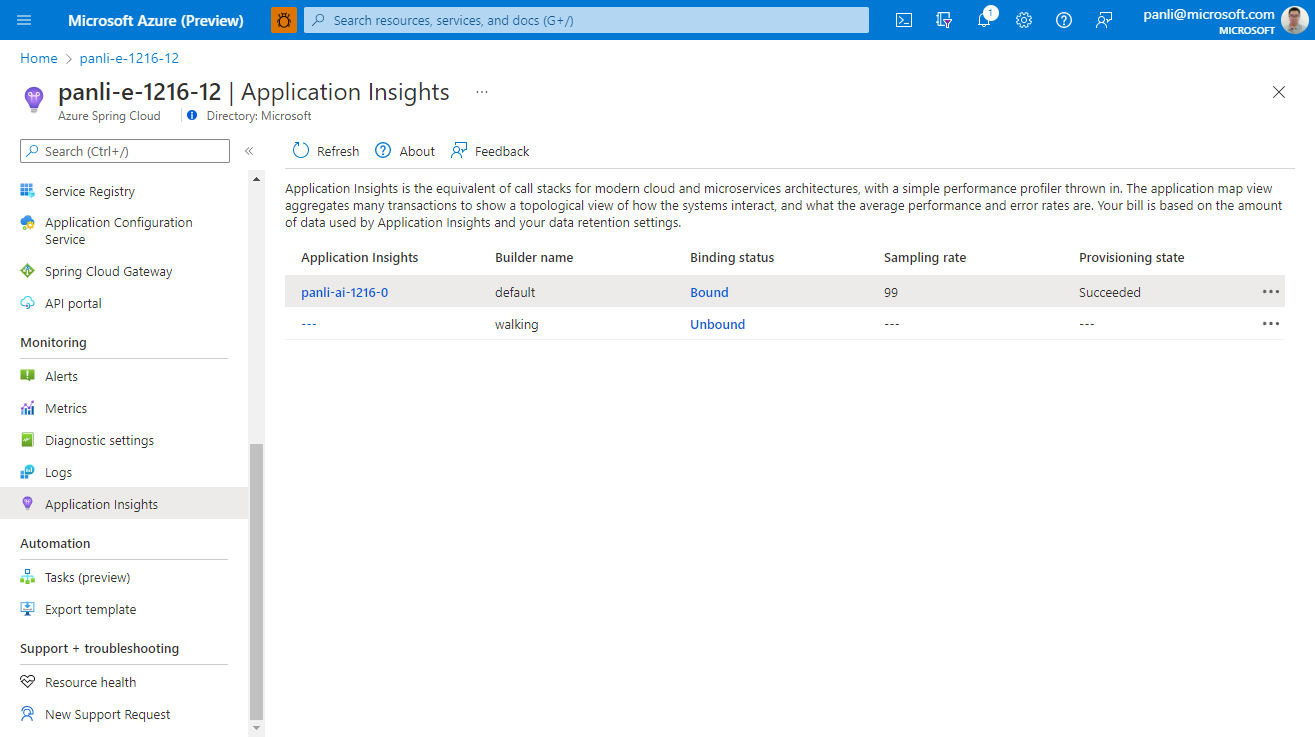 Microsoft Azure (Preview)
Search resources, services, and docs (G+/)
1
panli@microsoft.com
MICROSOFT
Home > panli-e-1216-12
panli-e-1216-12 | Application Insights ...
Azure Spring Cloud
Directory: Microsoft
Search (Ctrl+/)
«
Service Registry
Application Configuration
Service
Spring Cloud Gateway
API portal
Monitoring
Alerts
Metrics
Diagnostic settings
Logs
Application Insights
Automation
Tasks (preview)
Export template
Support + troubleshooting
Resource health
New Support Request
Refresh
About
Feedback
Application Insights is the equivalent of call stacks for modern cloud and microservices architectures, with a simple performance profiler thrown in. The application map view
aggregates many transactions to show a topological view of how the systems interact, and what the average performance and error rates are. Your bill is based on the amount
of data used by Application Insights and your data retention settings.
Application Insights Builder name Binding status Sampling rate Provisioning state
panli-ai-1216-0 default Bound 99 Succeeded •••
--- walking Unbound --- --- •••